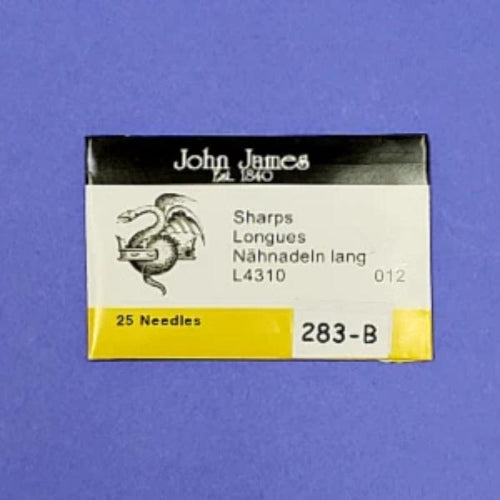 John James
Est. 1840
Sharps
Longues
Nähnadeln lang
L4310 012
25 Needles
283-B